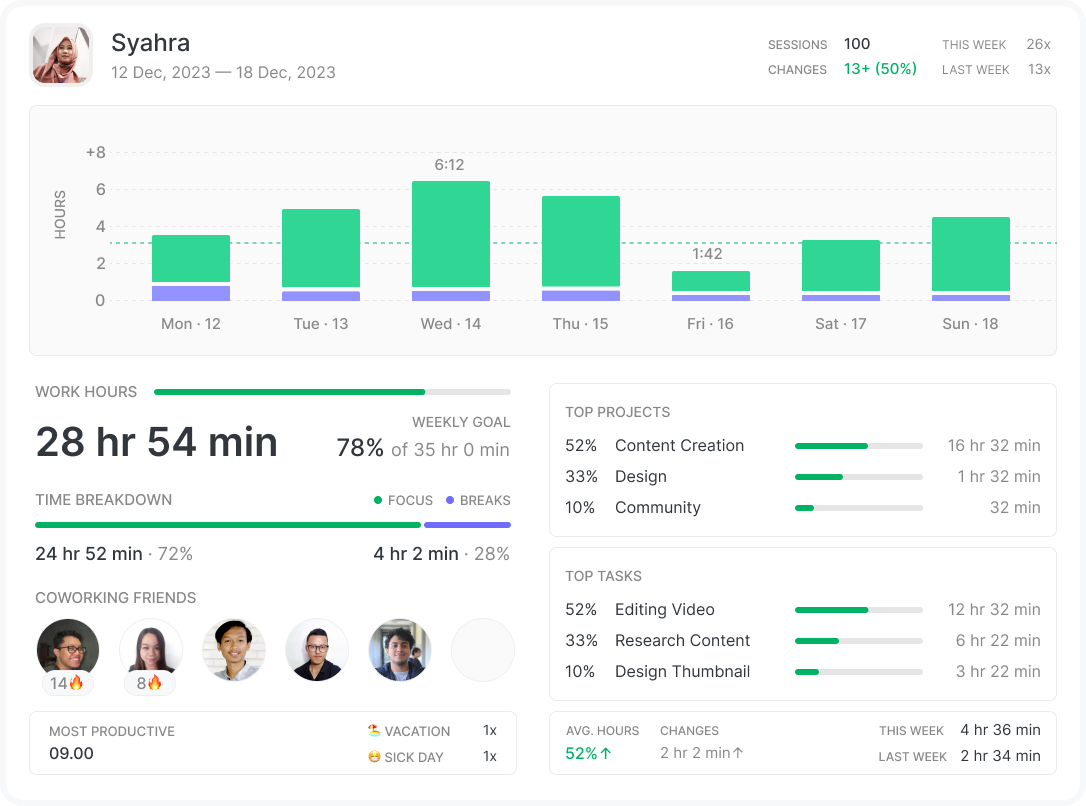 Syahra
12 Dec, 2023 — 18 Dec, 2023
SESSIONS 100 THIS WEEK 26x
CHANGES 13+ (50%) LAST WEEK 13x
HOURS
+8
6
4
2
0
6:12
1:42
Mon · 12 Tue · 13 Wed · 14 Thu · 15 Fri · 16 Sat · 17 Sun · 18
WORK HOURS
28 hr 54 min
WEEKLY GOAL
78% of 35 hr 0 min
TIME BREAKDOWN FOCUS BREAKS
24 hr 52 min · 72% 4 hr 2 min · 28%
COWORKING FRIENDS
14🔥 8🔥
MOST PRODUCTIVE
09.00
🏖️ VACATION 1x
😷 SICK DAY 1x
TOP PROJECTS
52% Content Creation 16 hr 32 min
33% Design 1 hr 32 min
10% Community 32 min
TOP TASKS
52% Editing Video 12 hr 32 min
33% Research Content 6 hr 22 min
10% Design Thumbnail 3 hr 22 min
AVG. HOURS CHANGES
52%↑ 2 hr 2 min↑
THIS WEEK 4 hr 36 min
LAST WEEK 2 hr 34 min